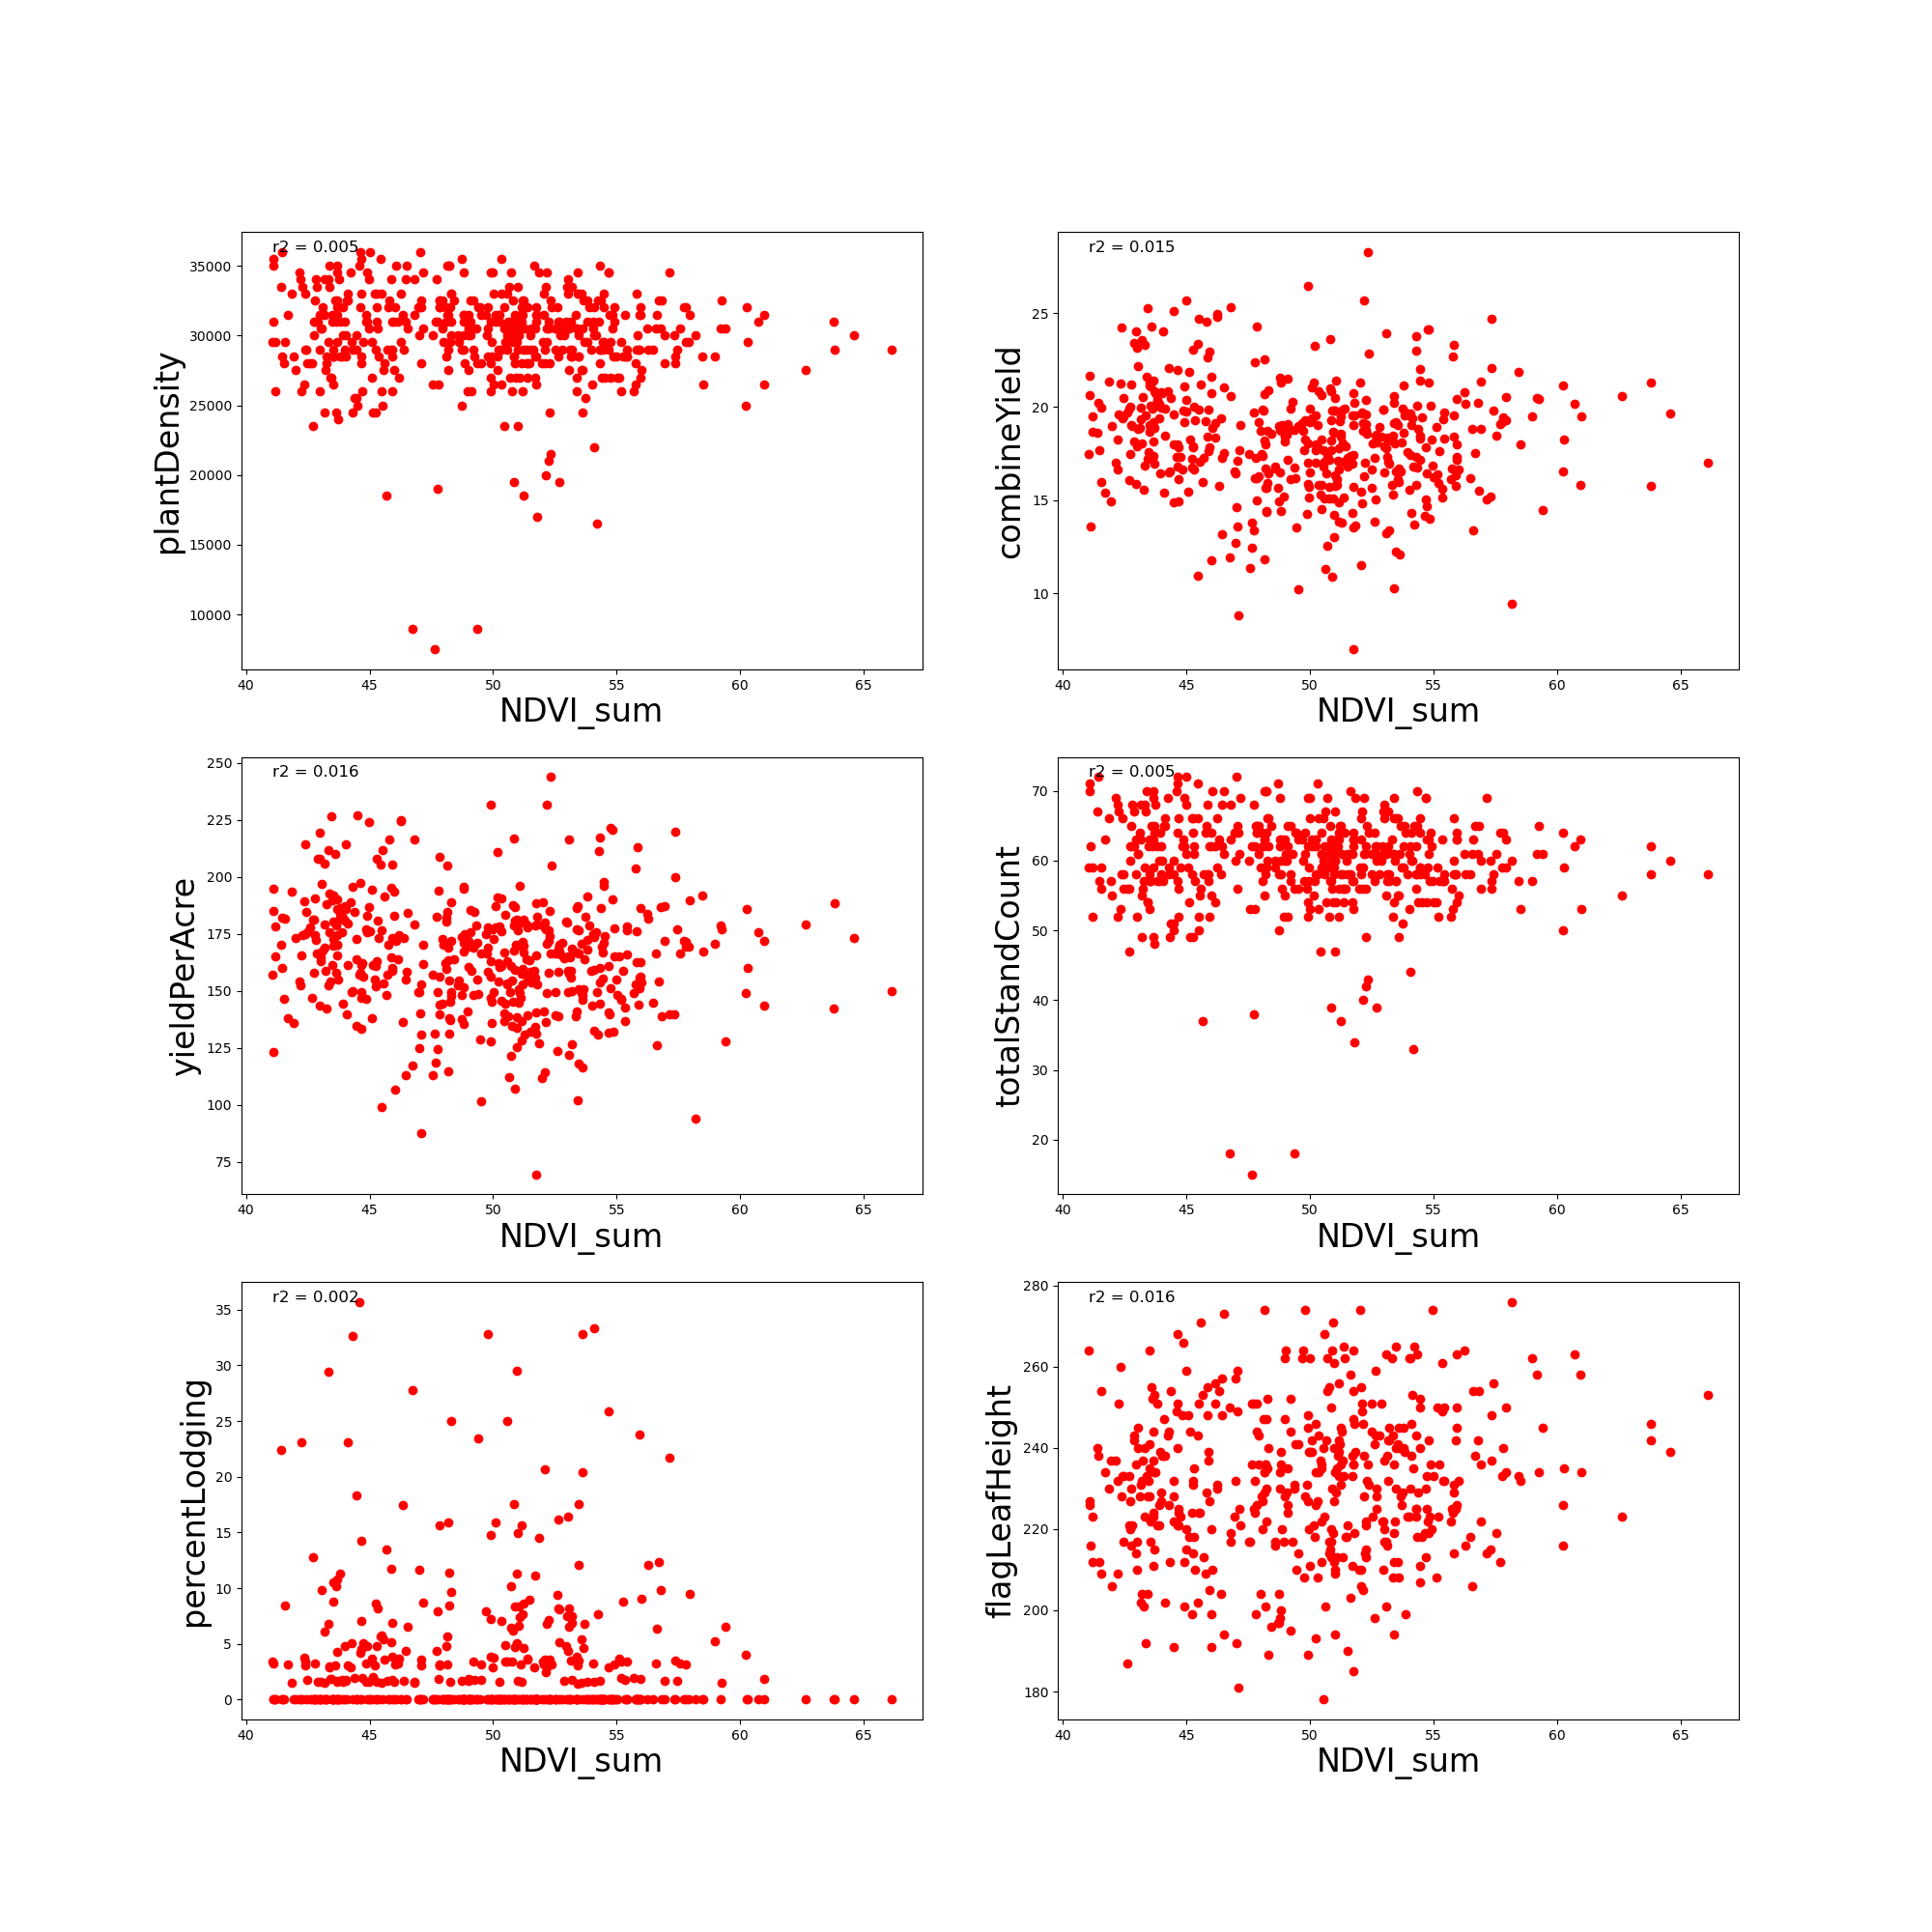 r2 = 0.005
plantDensity
35000
30000
25000
20000
15000
10000
40 45 50 55 60 65
NDVI_sum
r2 = 0.015
combineYield
25
20
15
10
40 45 50 55 60 65
NDVI_sum
r2 = 0.016
yieldPerAcre
250
225
200
175
150
125
100
75
40 45 50 55 60 65
NDVI_sum
r2 = 0.005
totalStandCount
70
60
50
40
30
20
40 45 50 55 60 65
NDVI_sum
r2 = 0.002
percentLodging
35
30
25
20
15
10
5
0
40 45 50 55 60 65
NDVI_sum
r2 = 0.016
flagLeafHeight
280
260
240
220
200
180
40 45 50 55 60 65
NDVI_sum